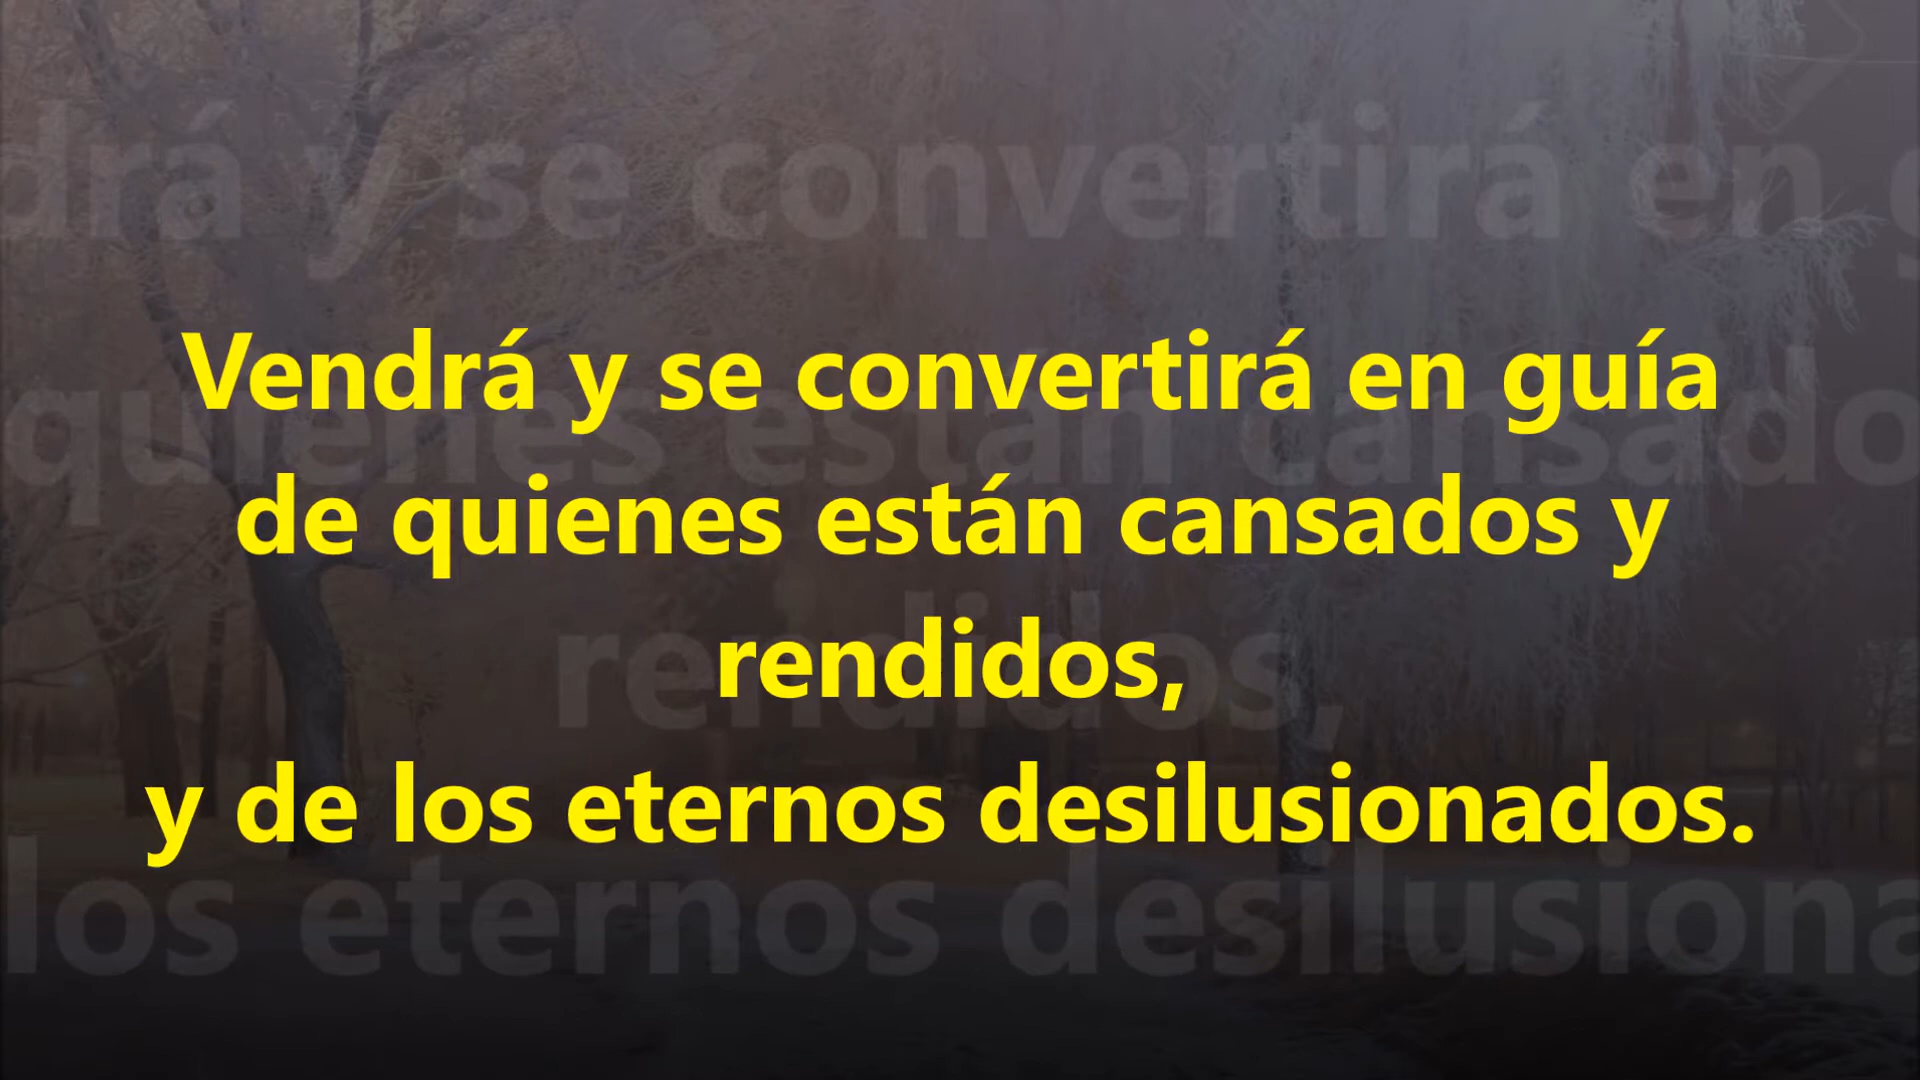 Vendrá y se convertirá en guía
de quienes están cansados y
rendidos,
y de los eternos desilusionados.